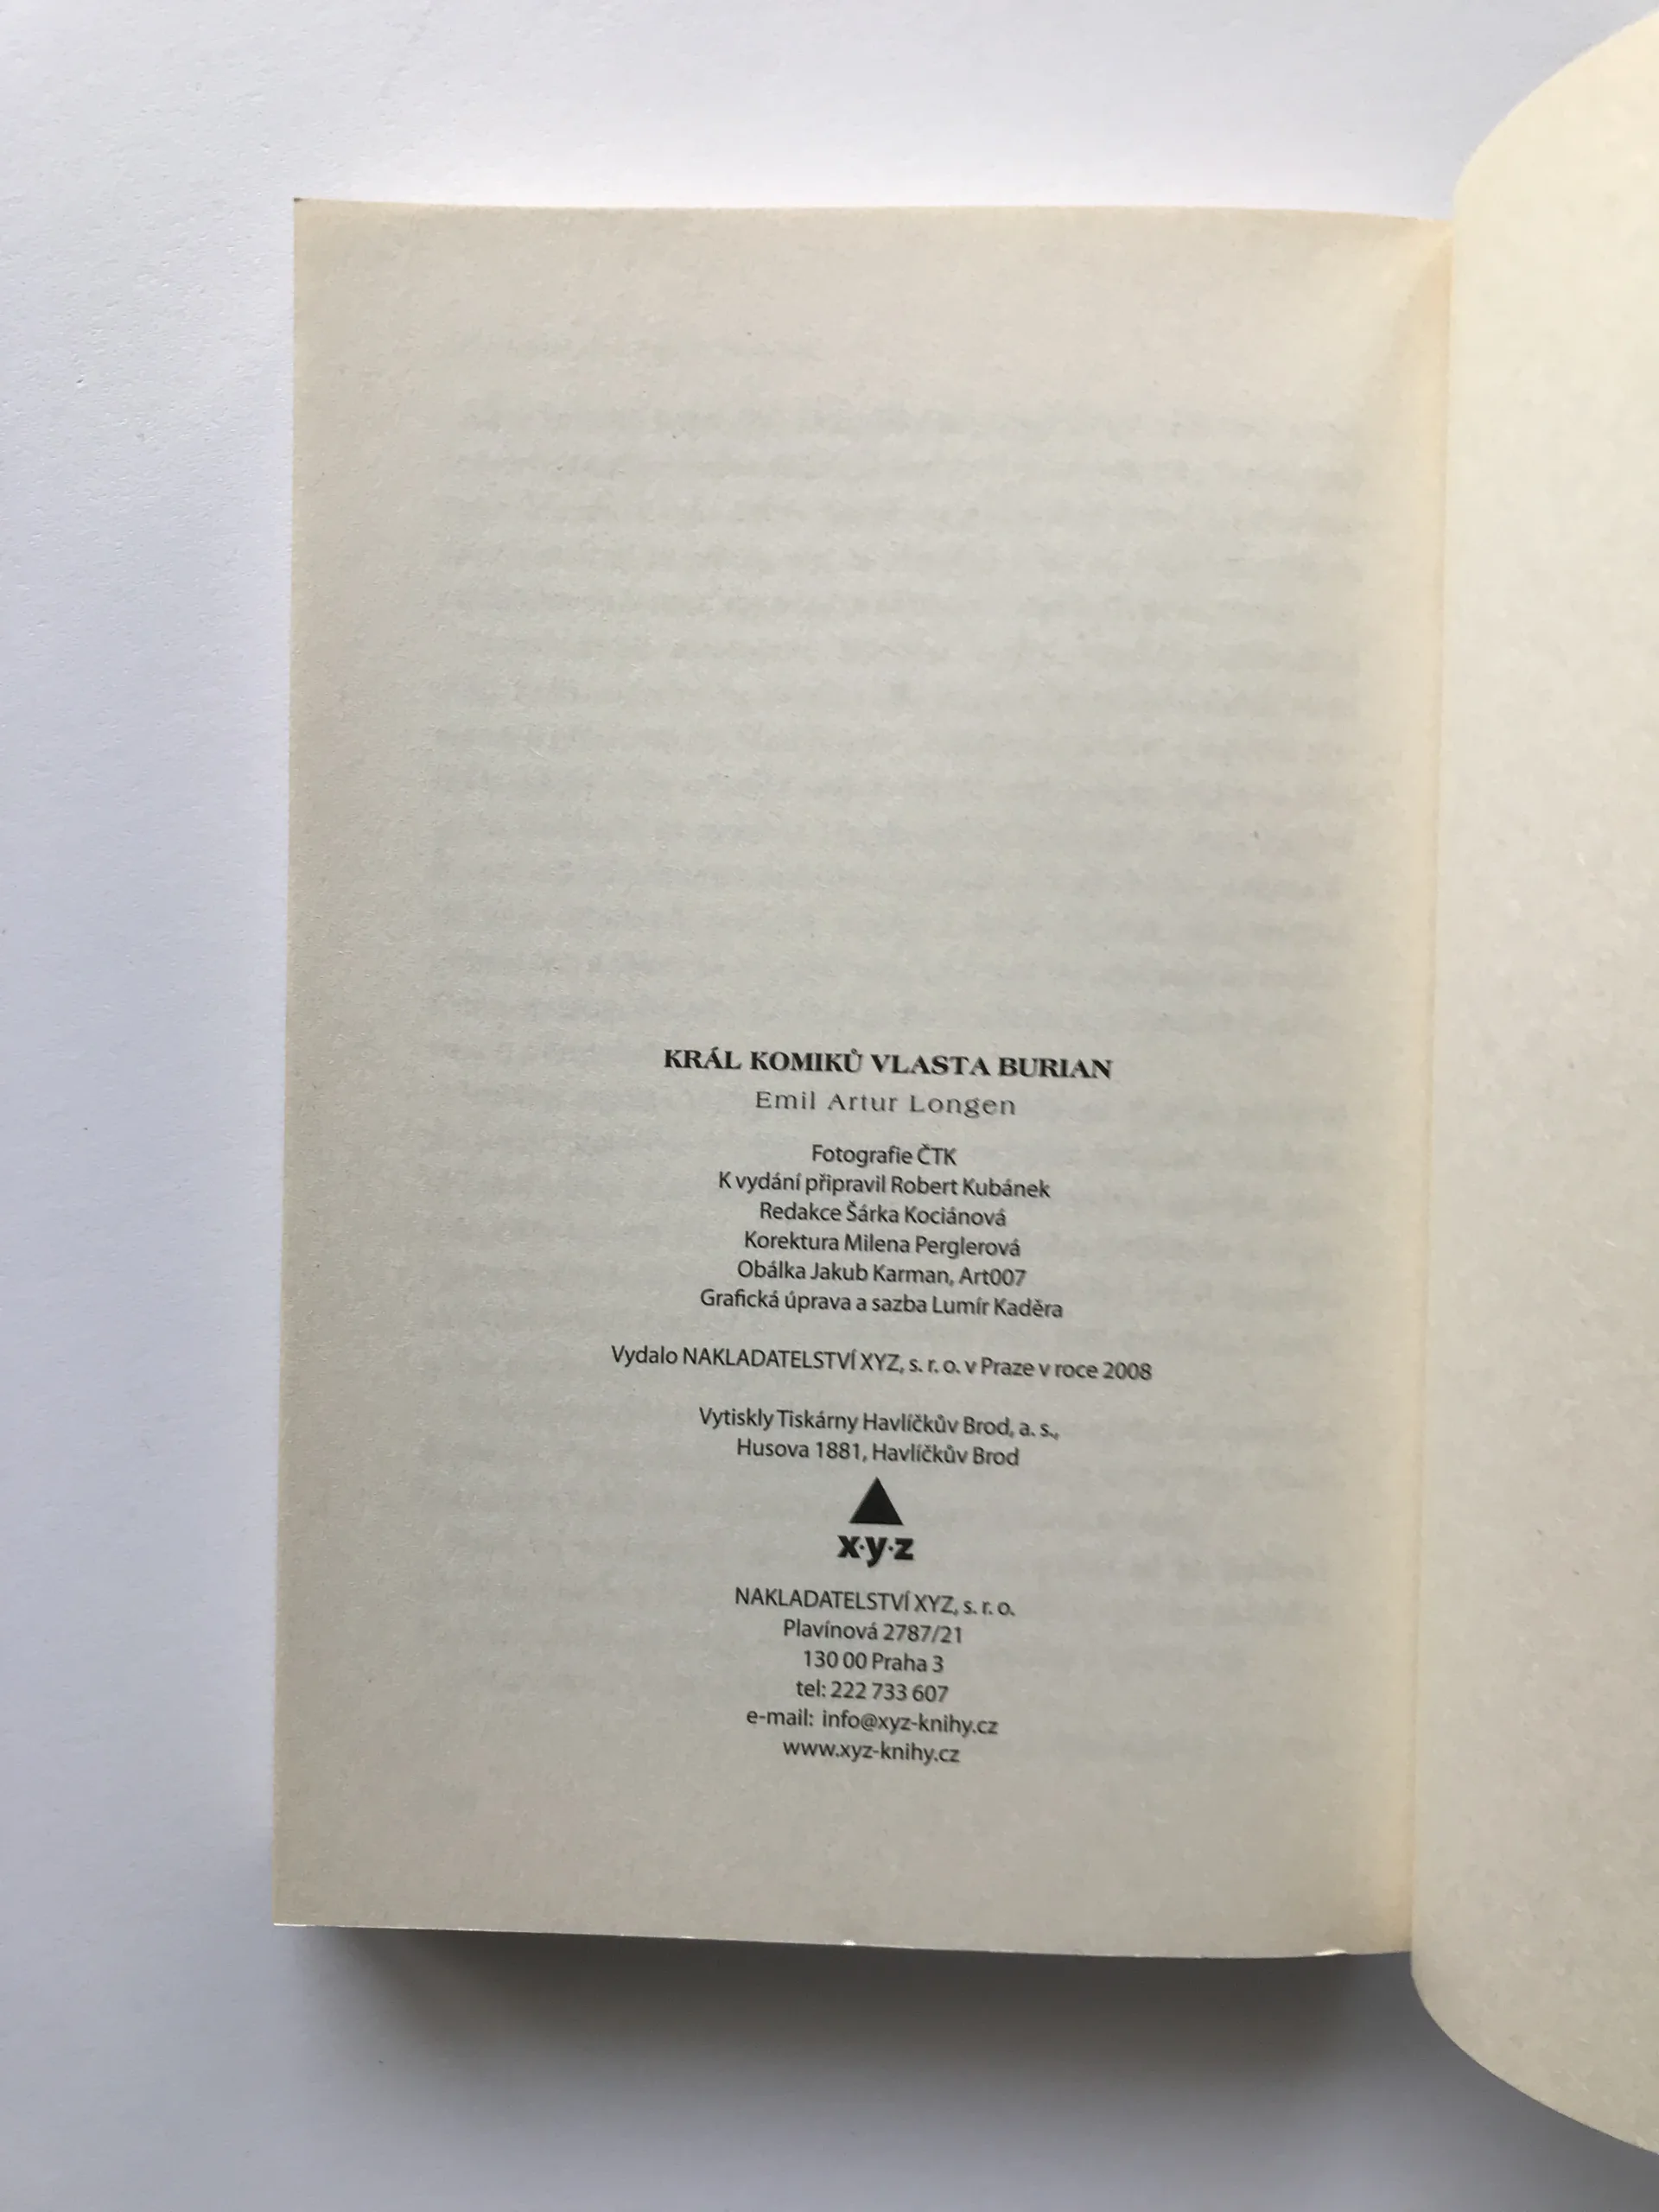 KRÁL KOMIKŮ VLASTA BURIAN
Emil Artur Longen
Fotografie ČTK
K vydání připravil Robert Kubánek
Redakce Šárka Kociánová
Korektura Milena Perglerová
Obálka Jakub Karman, Art007
Grafická úprava a sazba Lumír Kaděra
Vydalo NAKLADATELSTVÍ XYZ, s. r. o. v Praze v roce 2008
Vytiskly Tiskárny Havlíčkův Brod, a. s.,
Husova 1881, Havlíčkův Brod
x·y·z
NAKLADATELSTVÍ XYZ, s. r. o.
Plavínová 2787/21
130 00 Praha 3
tel: 222 733 607
e-mail: info@xyz-knihy.cz
www.xyz-knihy.cz